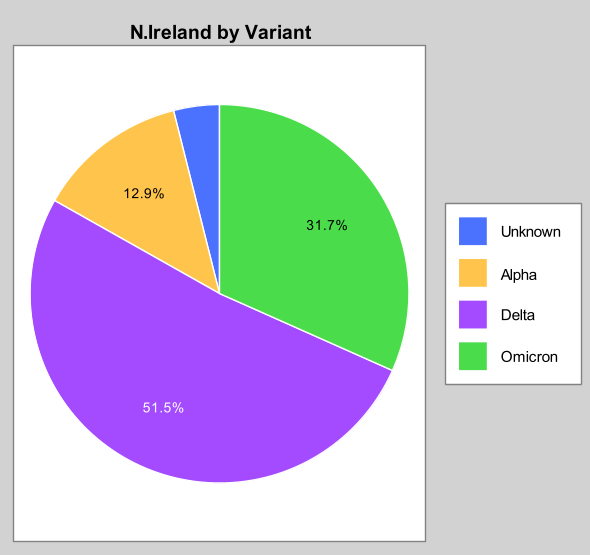 N.Ireland by Variant
12.9%
31.7%
51.5%
Unknown
Alpha
Delta
Omicron